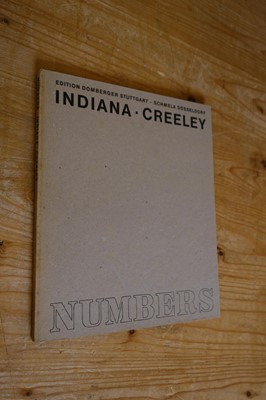 EDITION DOMBERGER STUTTGART - SCHMELA DÜSSELDORF
INDIANA · CREELEY
NUMBERS